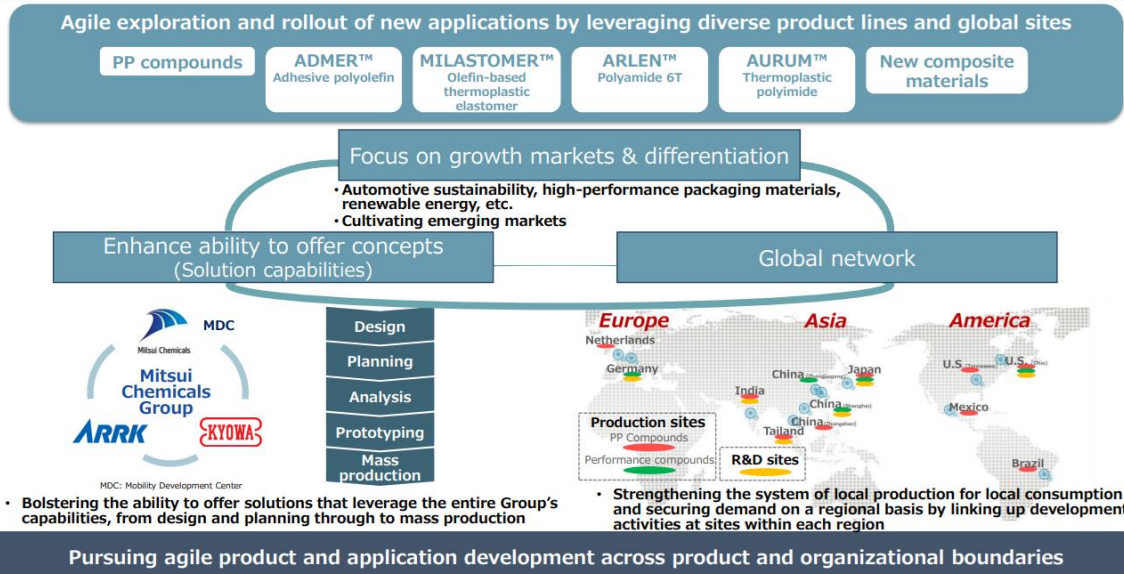 Agile exploration and rollout of new applications by leveraging diverse product lines and global sites
PP compounds
ADMER™
Adhesive polyolefin
MILASTOMER™
Olefin-based
thermoplastic
elastomer
ARLEN™
Polyamide 6T
AURUM™
Thermoplastic
polyimide
New composite
materials
Focus on growth markets & differentiation
・Automotive sustainability, high-performance packaging materials,
renewable energy, etc.
・Cultivating emerging markets
Enhance ability to offer concepts
(Solution capabilities)
Global network
MDC
Mitsui Chemicals
Mitsui
Chemicals
Group
ARRK
KYOWA
MDC: Mobility Development Center
Design
Planning
Analysis
Prototyping
Mass
production
Europe
Asia
America
Netherlands
Germany
India
China (Zhangjiagang)
Japan
China (Shanghai)
China (Zhongshan)
Tailand
U.S. (Tennessee)
U.S. (Ohio)
Mexico
Brazil
Production sites
PP Compounds
Performance compounds
R&D sites
• Bolstering the ability to offer solutions that leverage the entire Group's
capabilities, from design and planning through to mass production
• Strengthening the system of local production for local consumption
and securing demand on a regional basis by linking up development
activities at sites within each region
Pursuing agile product and application development across product and organizational boundaries